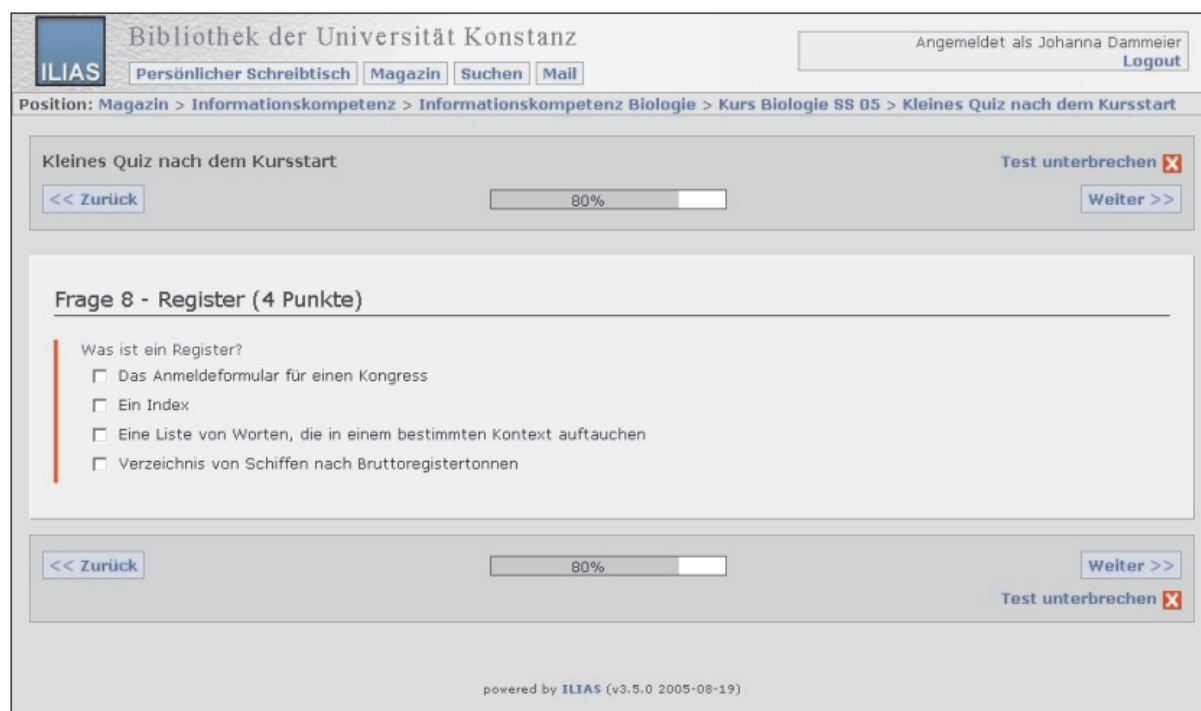 ILIAS
Bibliothek der Universität Konstanz
Persönlicher Schreibtisch Magazin Suchen Mail
Angemeldet als Johanna Dammeier
Logout
Position: Magazin > Informationskompetenz > Informationskompetenz Biologie > Kurs Biologie SS 05 > Kleines Quiz nach dem Kursstart
Kleines Quiz nach dem Kursstart
Test unterbrechen
<< Zurück 80% Weiter >>
Frage 8 - Register (4 Punkte)
Was ist ein Register?
Das Anmeldeformular für einen Kongress
Ein Index
Eine Liste von Worten, die in einem bestimmten Kontext auftauchen
Verzeichnis von Schiffen nach Bruttoregistertonnen
<< Zurück 80% Weiter >>
Test unterbrechen
powered by ILIAS (v3.5.0 2005-08-19)